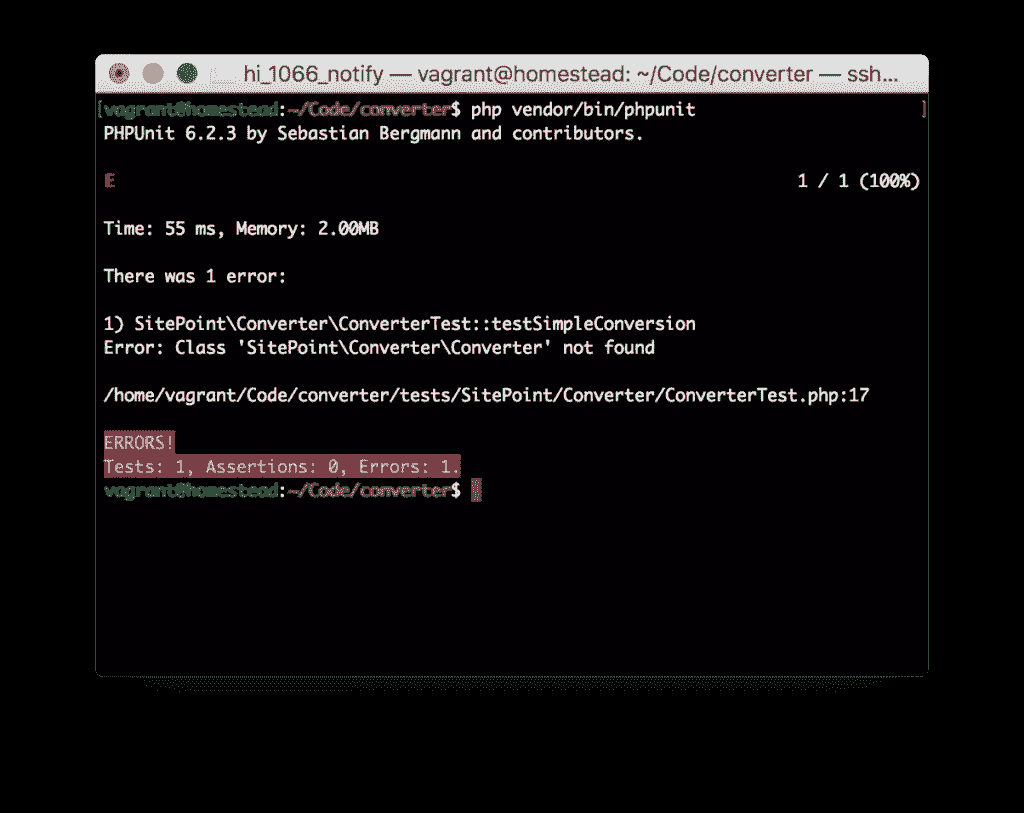 hi_1066_notify — vagrant@homestead: ~/Code/converter — ssh...
[vagrant@homestead:~/Code/converter$ php vendor/bin/phpunit ]
PHPUnit 6.2.3 by Sebastian Bergmann and contributors.
E 1 / 1 (100%)
Time: 55 ms, Memory: 2.00MB
There was 1 error:
1) SitePoint\Converter\ConverterTest::testSimpleConversion
Error: Class 'SitePoint\Converter\Converter' not found
/home/vagrant/Code/converter/tests/SitePoint/Converter/ConverterTest.php:17
ERRORS!
Tests: 1, Assertions: 0, Errors: 1.
vagrant@homestead:~/Code/converter$